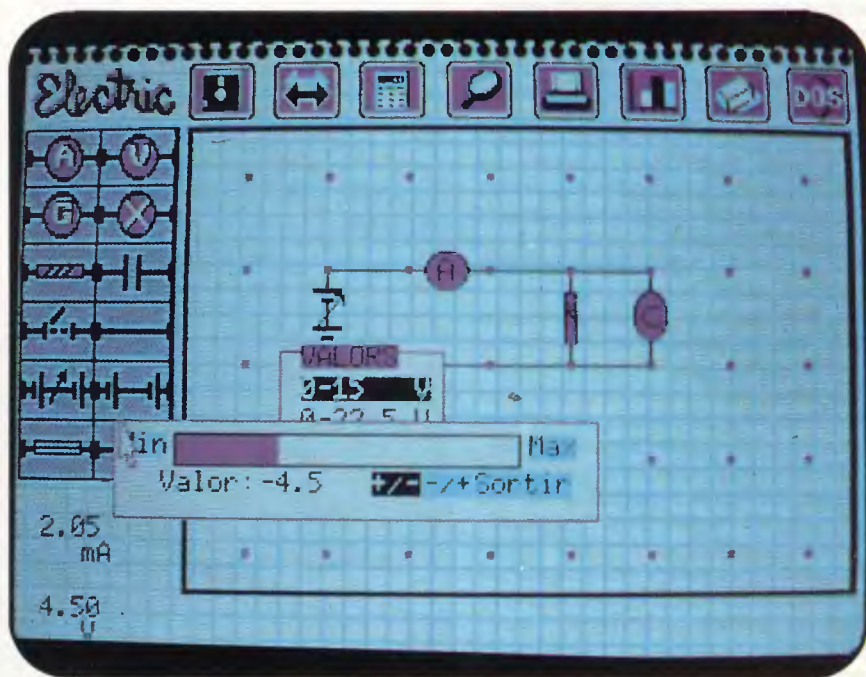 Electric
DOS
A V
G X
A
VALORS
0-15 V
0-22.5 V
Min Max
Valor:-4.5 +/- -/+Sortir
2.05
mA
4.50
V